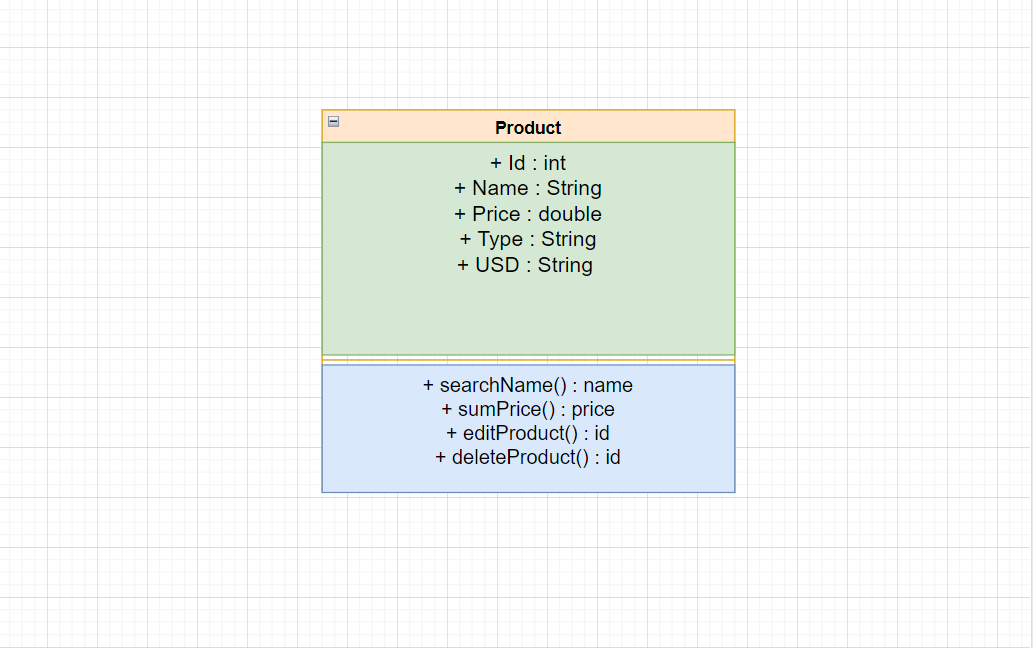 Product
+ Id : int
+ Name : String
+ Price : double
+ Type : String
+ USD : String
+ searchName() : name
+ sumPrice() : price
+ editProduct() : id
+ deleteProduct() : id